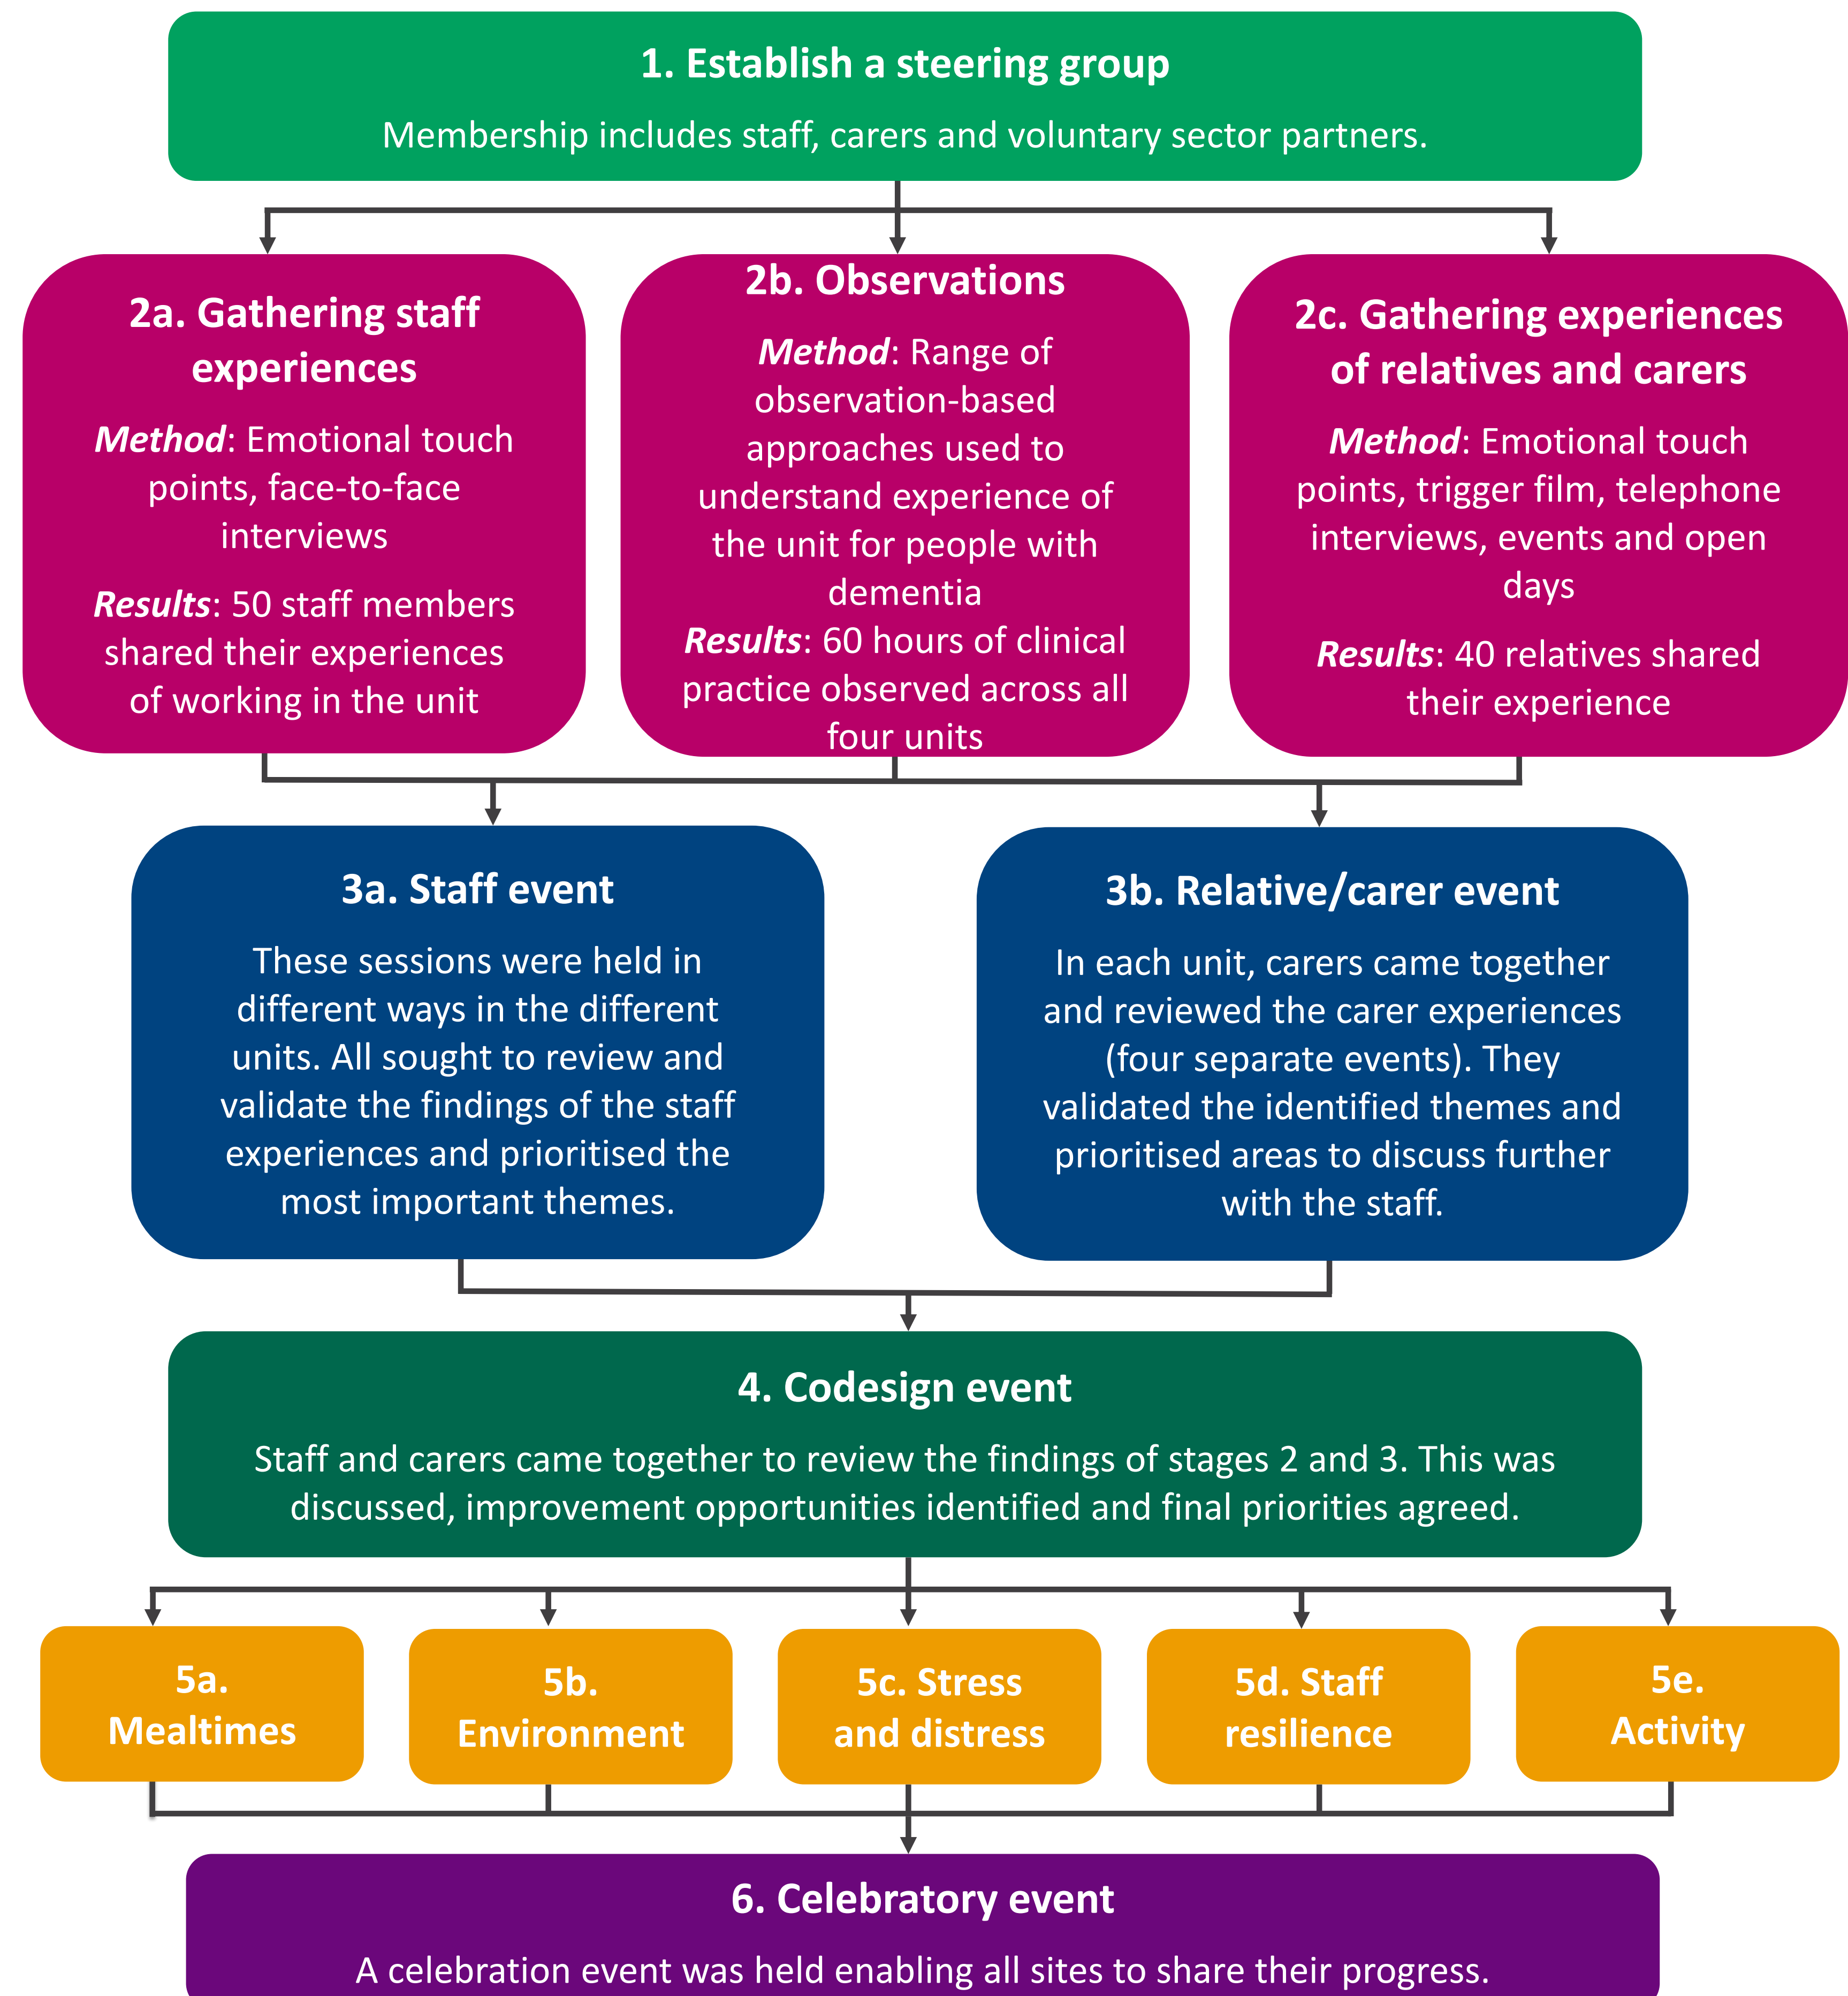 1. Establish a steering group
Membership includes staff, carers and voluntary sector partners.
2a. Gathering staff
experiences
Method: Emotional touch
points, face-to-face
interviews
Results: 50 staff members
shared their experiences
of working in the unit
2b. Observations
Method: Range of
observation-based
approaches used to
understand experience of
the unit for people with
dementia
Results: 60 hours of clinical
practice observed across all
four units
2c. Gathering experiences
of relatives and carers
Method: Emotional touch
points, trigger film, telephone
interviews, events and open
days
Results: 40 relatives shared
their experience
3a. Staff event
These sessions were held in
different ways in the different
units. All sought to review and
validate the findings of the staff
experiences and prioritised the
most important themes.
3b. Relative/carer event
In each unit, carers came together
and reviewed the carer experiences
(four separate events). They
validated the identified themes and
prioritised areas to discuss further
with the staff.
4. Codesign event
Staff and carers came together to review the findings of stages 2 and 3. This was
discussed, improvement opportunities identified and final priorities agreed.
5a.
Mealtimes
5b.
Environment
5c. Stress
and distress
5d. Staff
resilience
5e.
Activity
6. Celebratory event
A celebration event was held enabling all sites to share their progress.